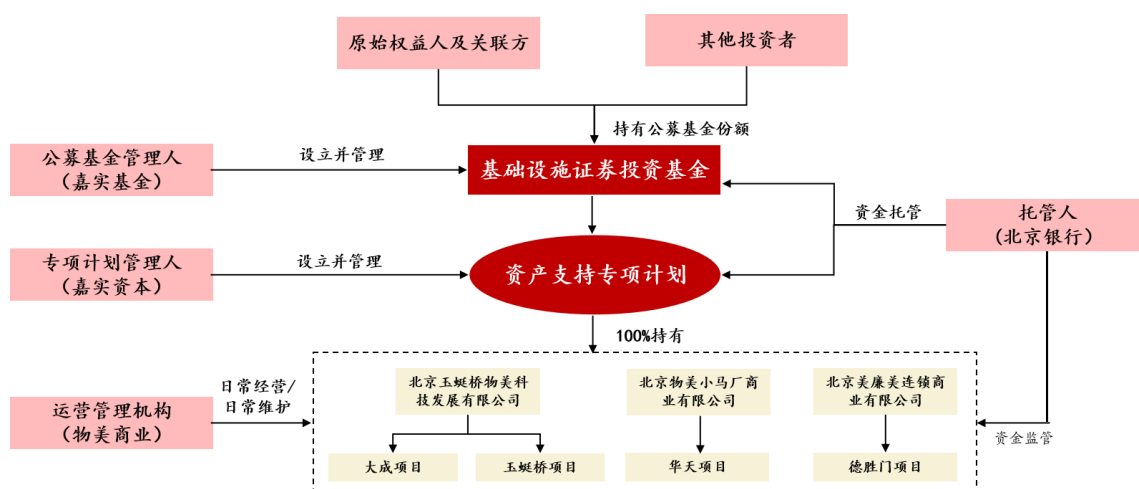 原始权益人及关联方
其他投资者
持有公募基金份额
公募基金管理人
（嘉实基金）
设立并管理
基础设施证券投资基金
资金托管
托管人
（北京银行）
专项计划管理人
（嘉实资本）
设立并管理
资产支持专项计划
100%持有
日常经营/
日常维护
运营管理机构
（物美商业）
北京玉蜓桥物美科
技发展有限公司
北京物美小马厂商
业有限公司
北京美廉美连锁商
业有限公司
资金监管
大成项目
玉蜓桥项目
华天项目
德胜门项目